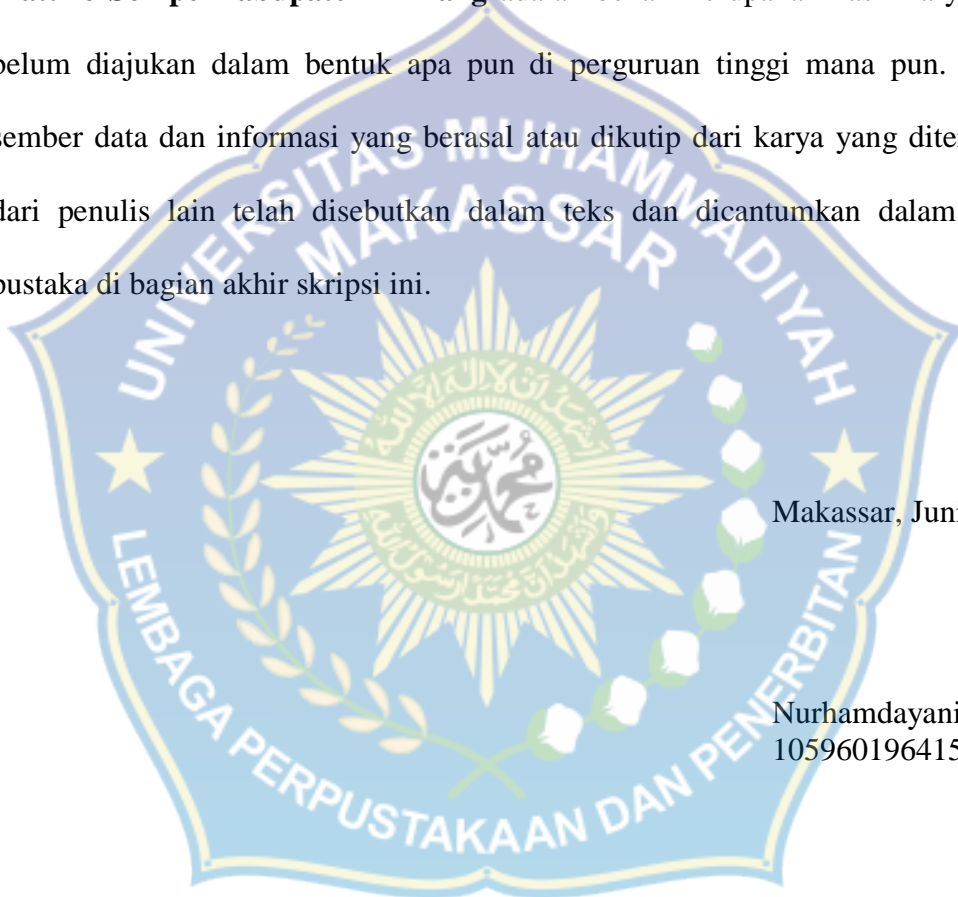 belum diajukan dalam bentuk apa pun di perguruan tinggi mana pun.
sember data dan informasi yang berasal atau dikutip dari karya yang
dari penulis lain telah disebutkan dalam teks dan dicantumkan dalam
pustaka di bagian akhir skripsi ini.
UNIVERSITAS MUHAMMADIYAH
MAKASSAR
Makassar, Juni
Nurhamdayani
105960196415
LEMBAGA PERPUSTAKAAN DAN PENERBITAN